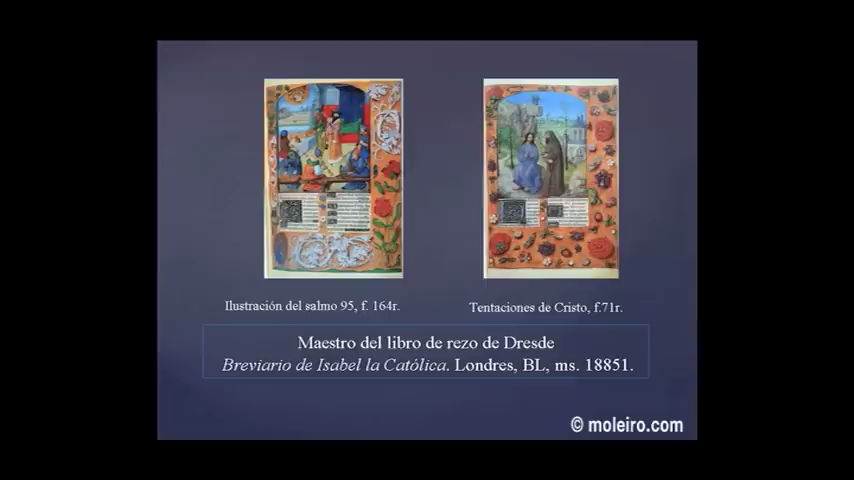 Ilustración del salmo 95, f. 164r.
Tentaciones de Cristo, f.71r.
Maestro del libro de rezo de Dresde
Breviario de Isabel la Católica. Londres, BL, ms. 18851.
© moleiro.com